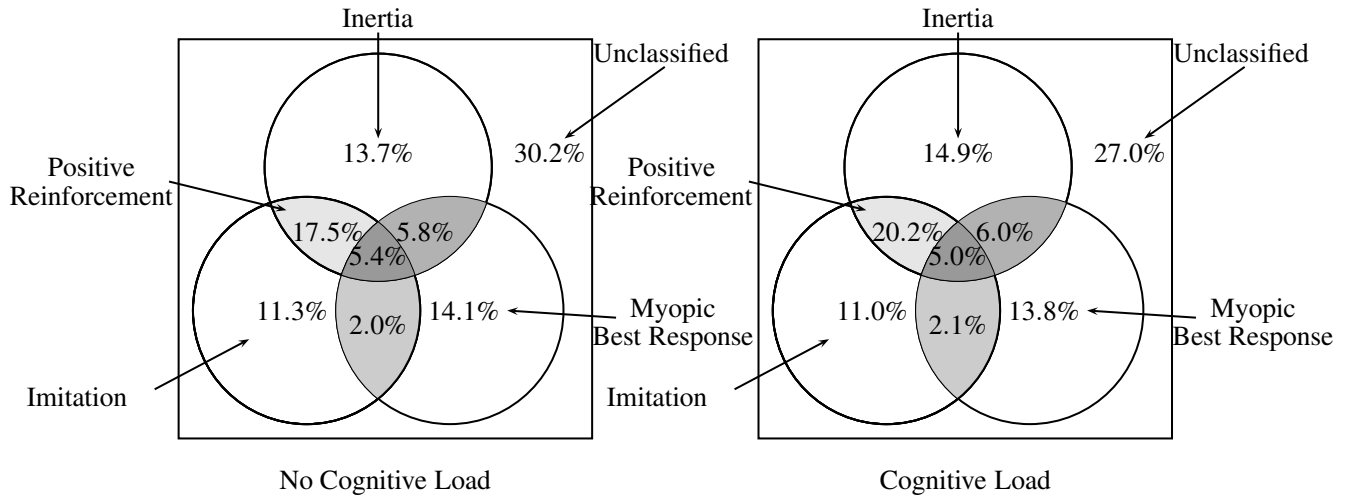 Inertia
Unclassified
13.7%
30.2%
Positive
Reinforcement
17.5%
5.8%
5.4%
11.3%
2.0%
14.1%
Myopic
Best Response
Imitation
No Cognitive Load
Inertia
Unclassified
14.9%
27.0%
Positive
Reinforcement
20.2%
6.0%
5.0%
11.0%
2.1%
13.8%
Myopic
Best Response
Imitation
Cognitive Load